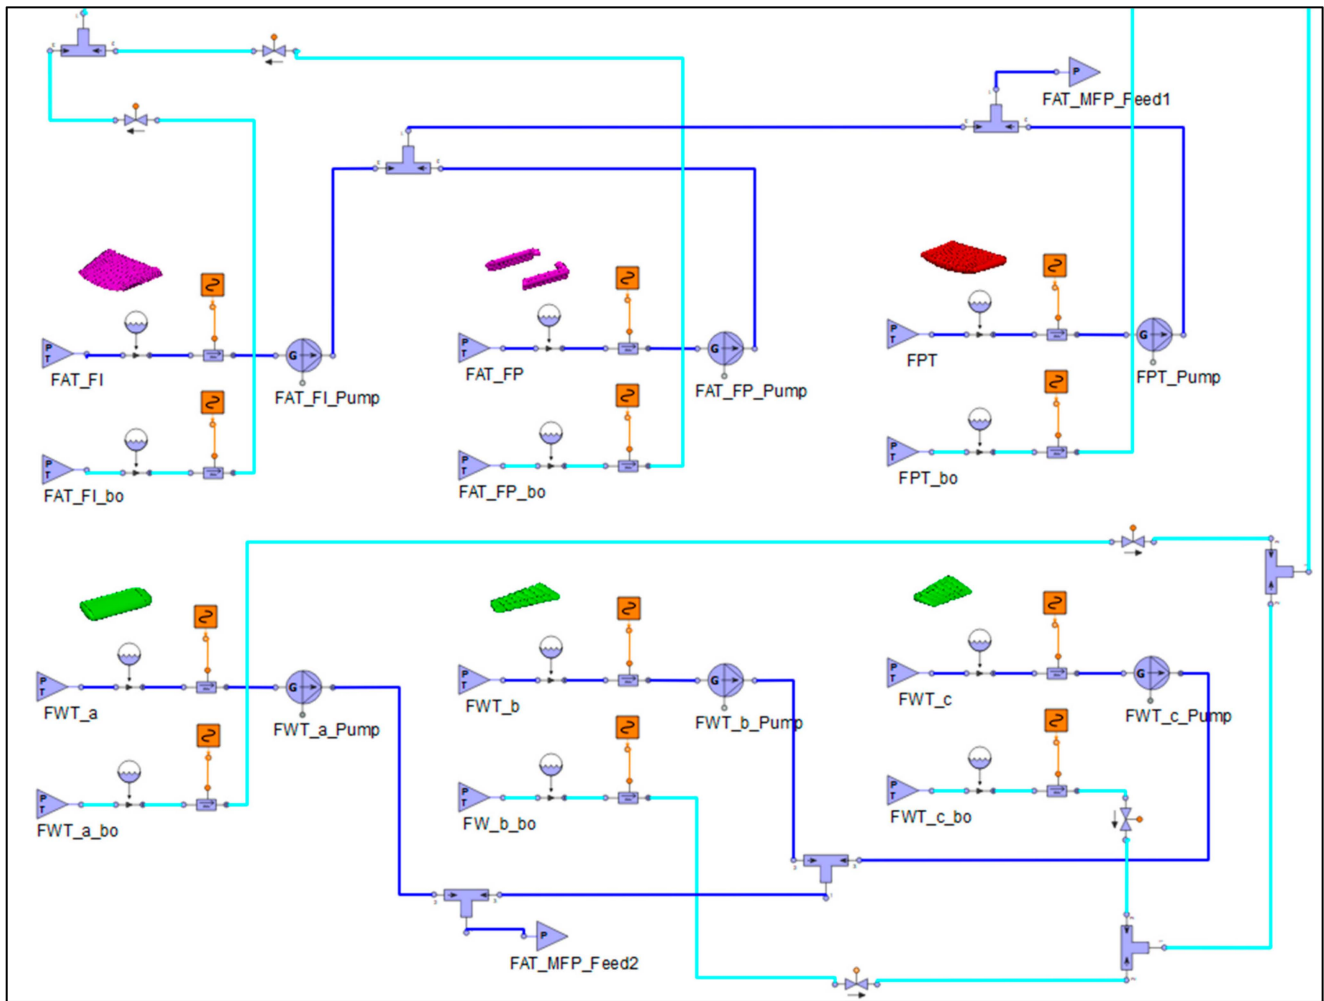 P
FAT_MFP_Feed1
P
T
FAT_FI
G
FAT_FI_Pump
P
T
FAT_FP
G
FAT_FP_Pump
P
T
FPT
G
FPT_Pump
P
T
FAT_FI_bo
P
T
FAT_FP_bo
P
T
FPT_bo
P
T
FWT_a
G
FWT_a_Pump
P
T
FWT_b
G
FWT_b_Pump
P
T
FWT_c
G
FWT_c_Pump
P
T
FWT_a_bo
P
T
FW_b_bo
P
T
FWT_c_bo
P
FAT_MFP_Feed2